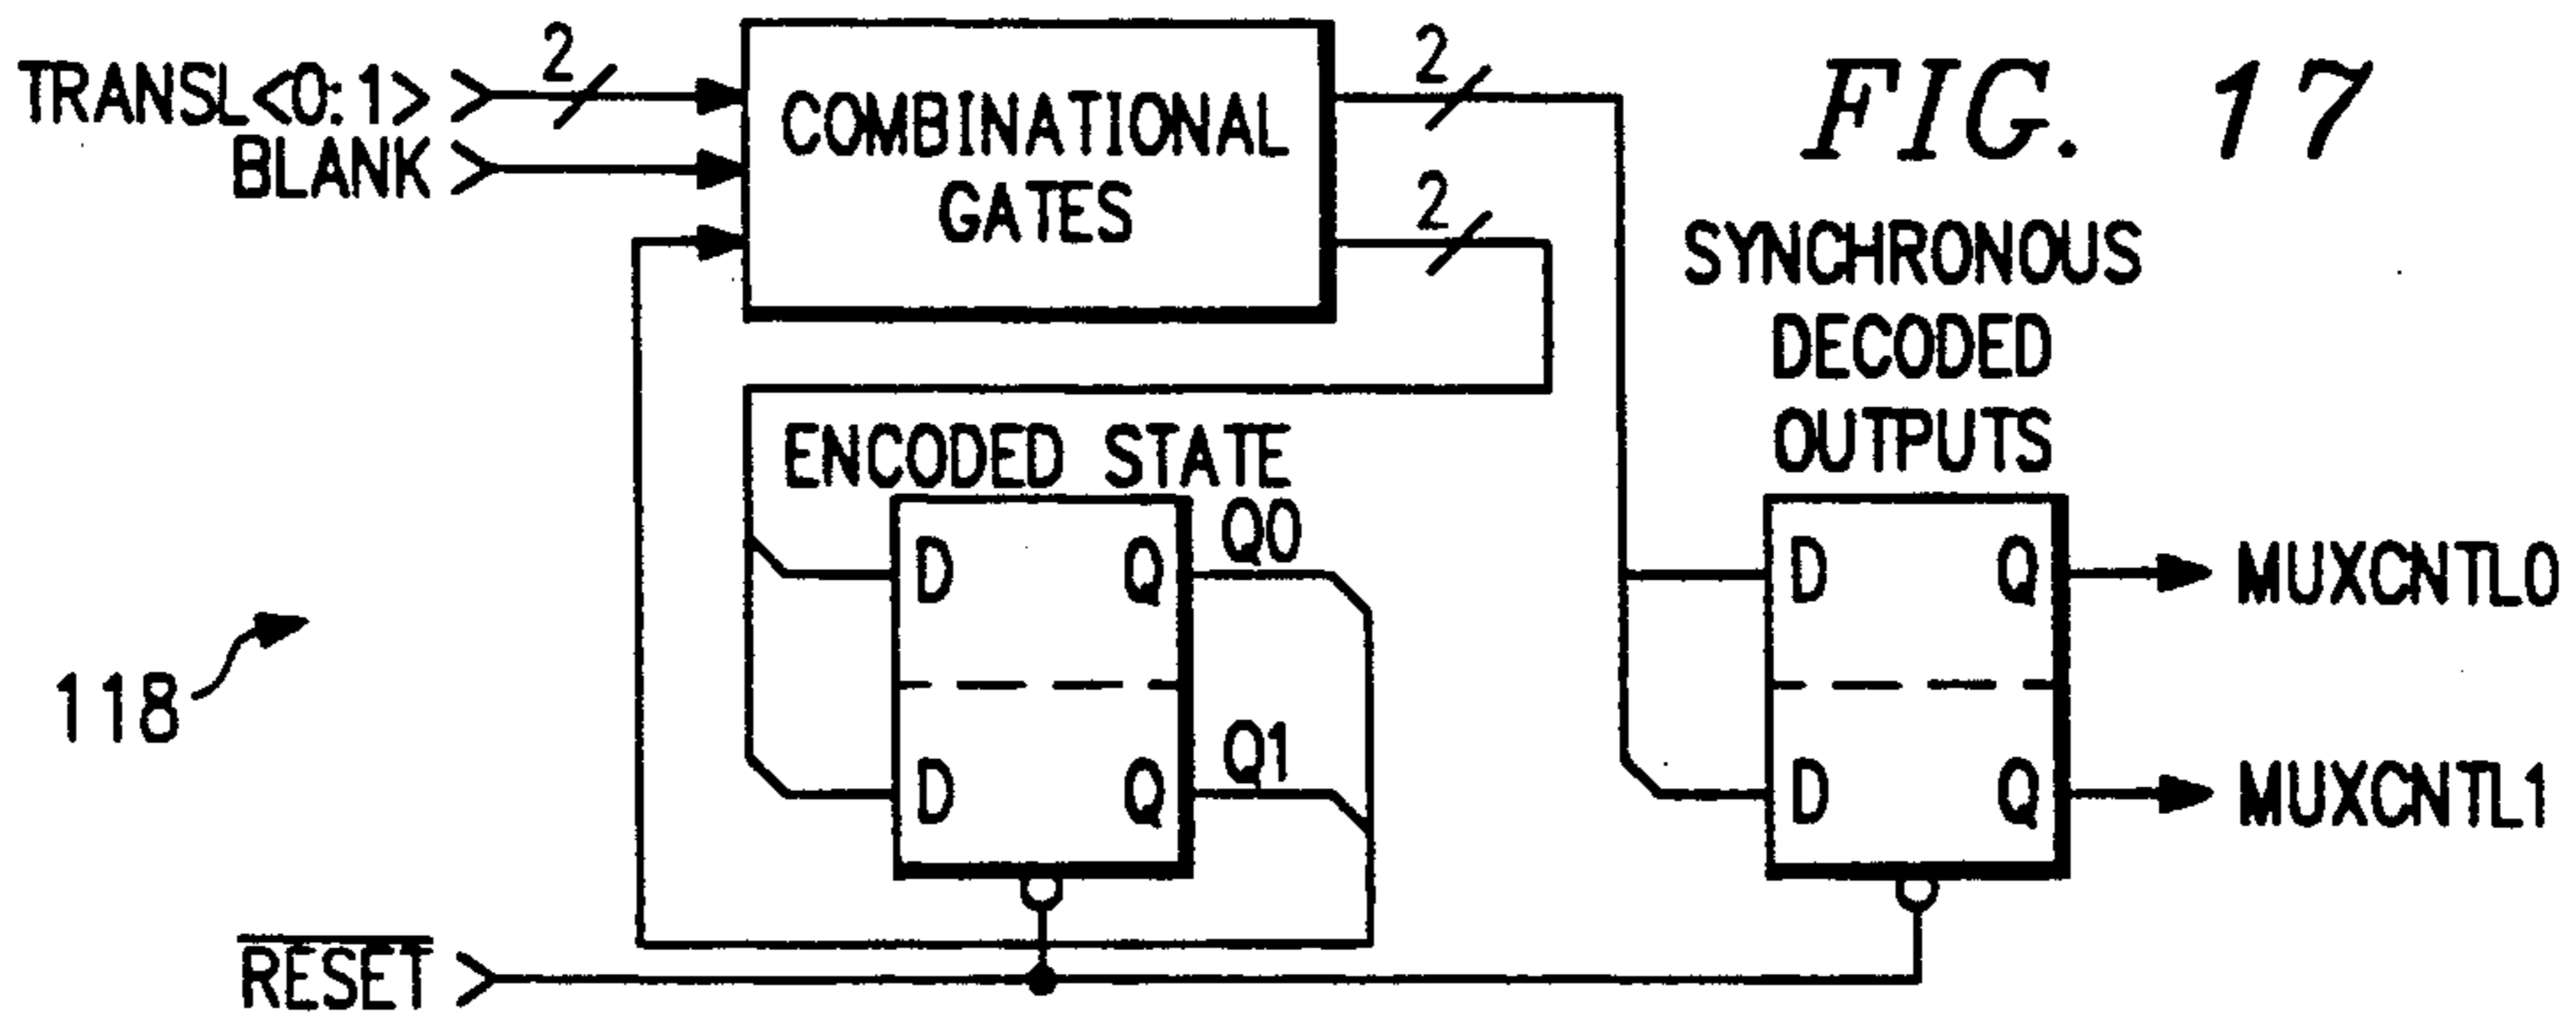 TRANSL<0:1>
2
BLANK
COMBINATIONAL
GATES
2
2
FIG. 17
SYNCHRONOUS
DECODED
OUTPUTS
ENCODED STATE
D Q Q0
D Q Q1
D Q MUXCNTL0
D Q MUXCNTL1
118
RESET